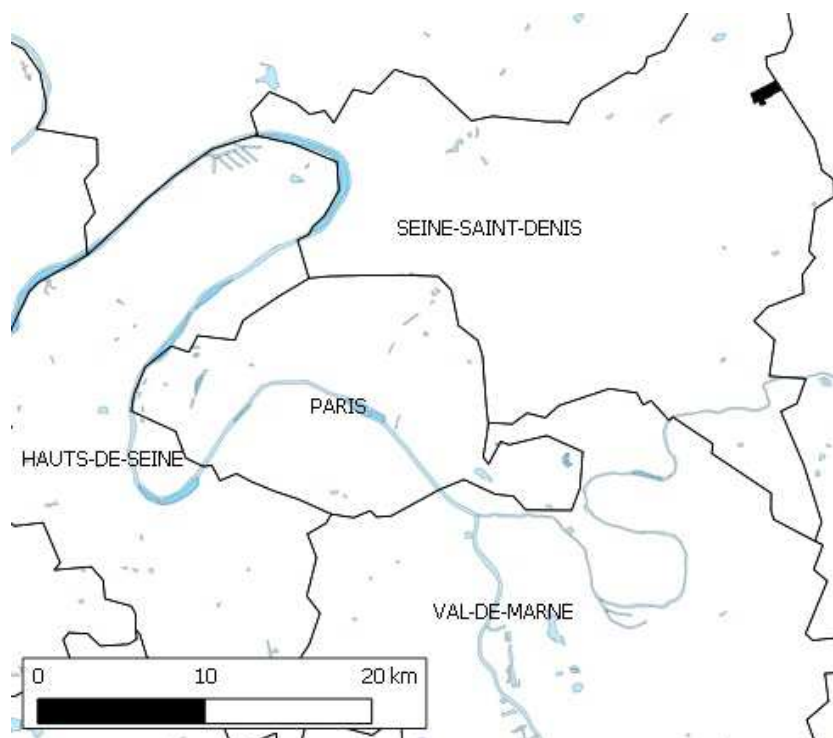 SEINE-SAINT-DENIS
PARIS
HAUTS-DE-SEINE
VAL-DE-MARNE
0 10 20 km